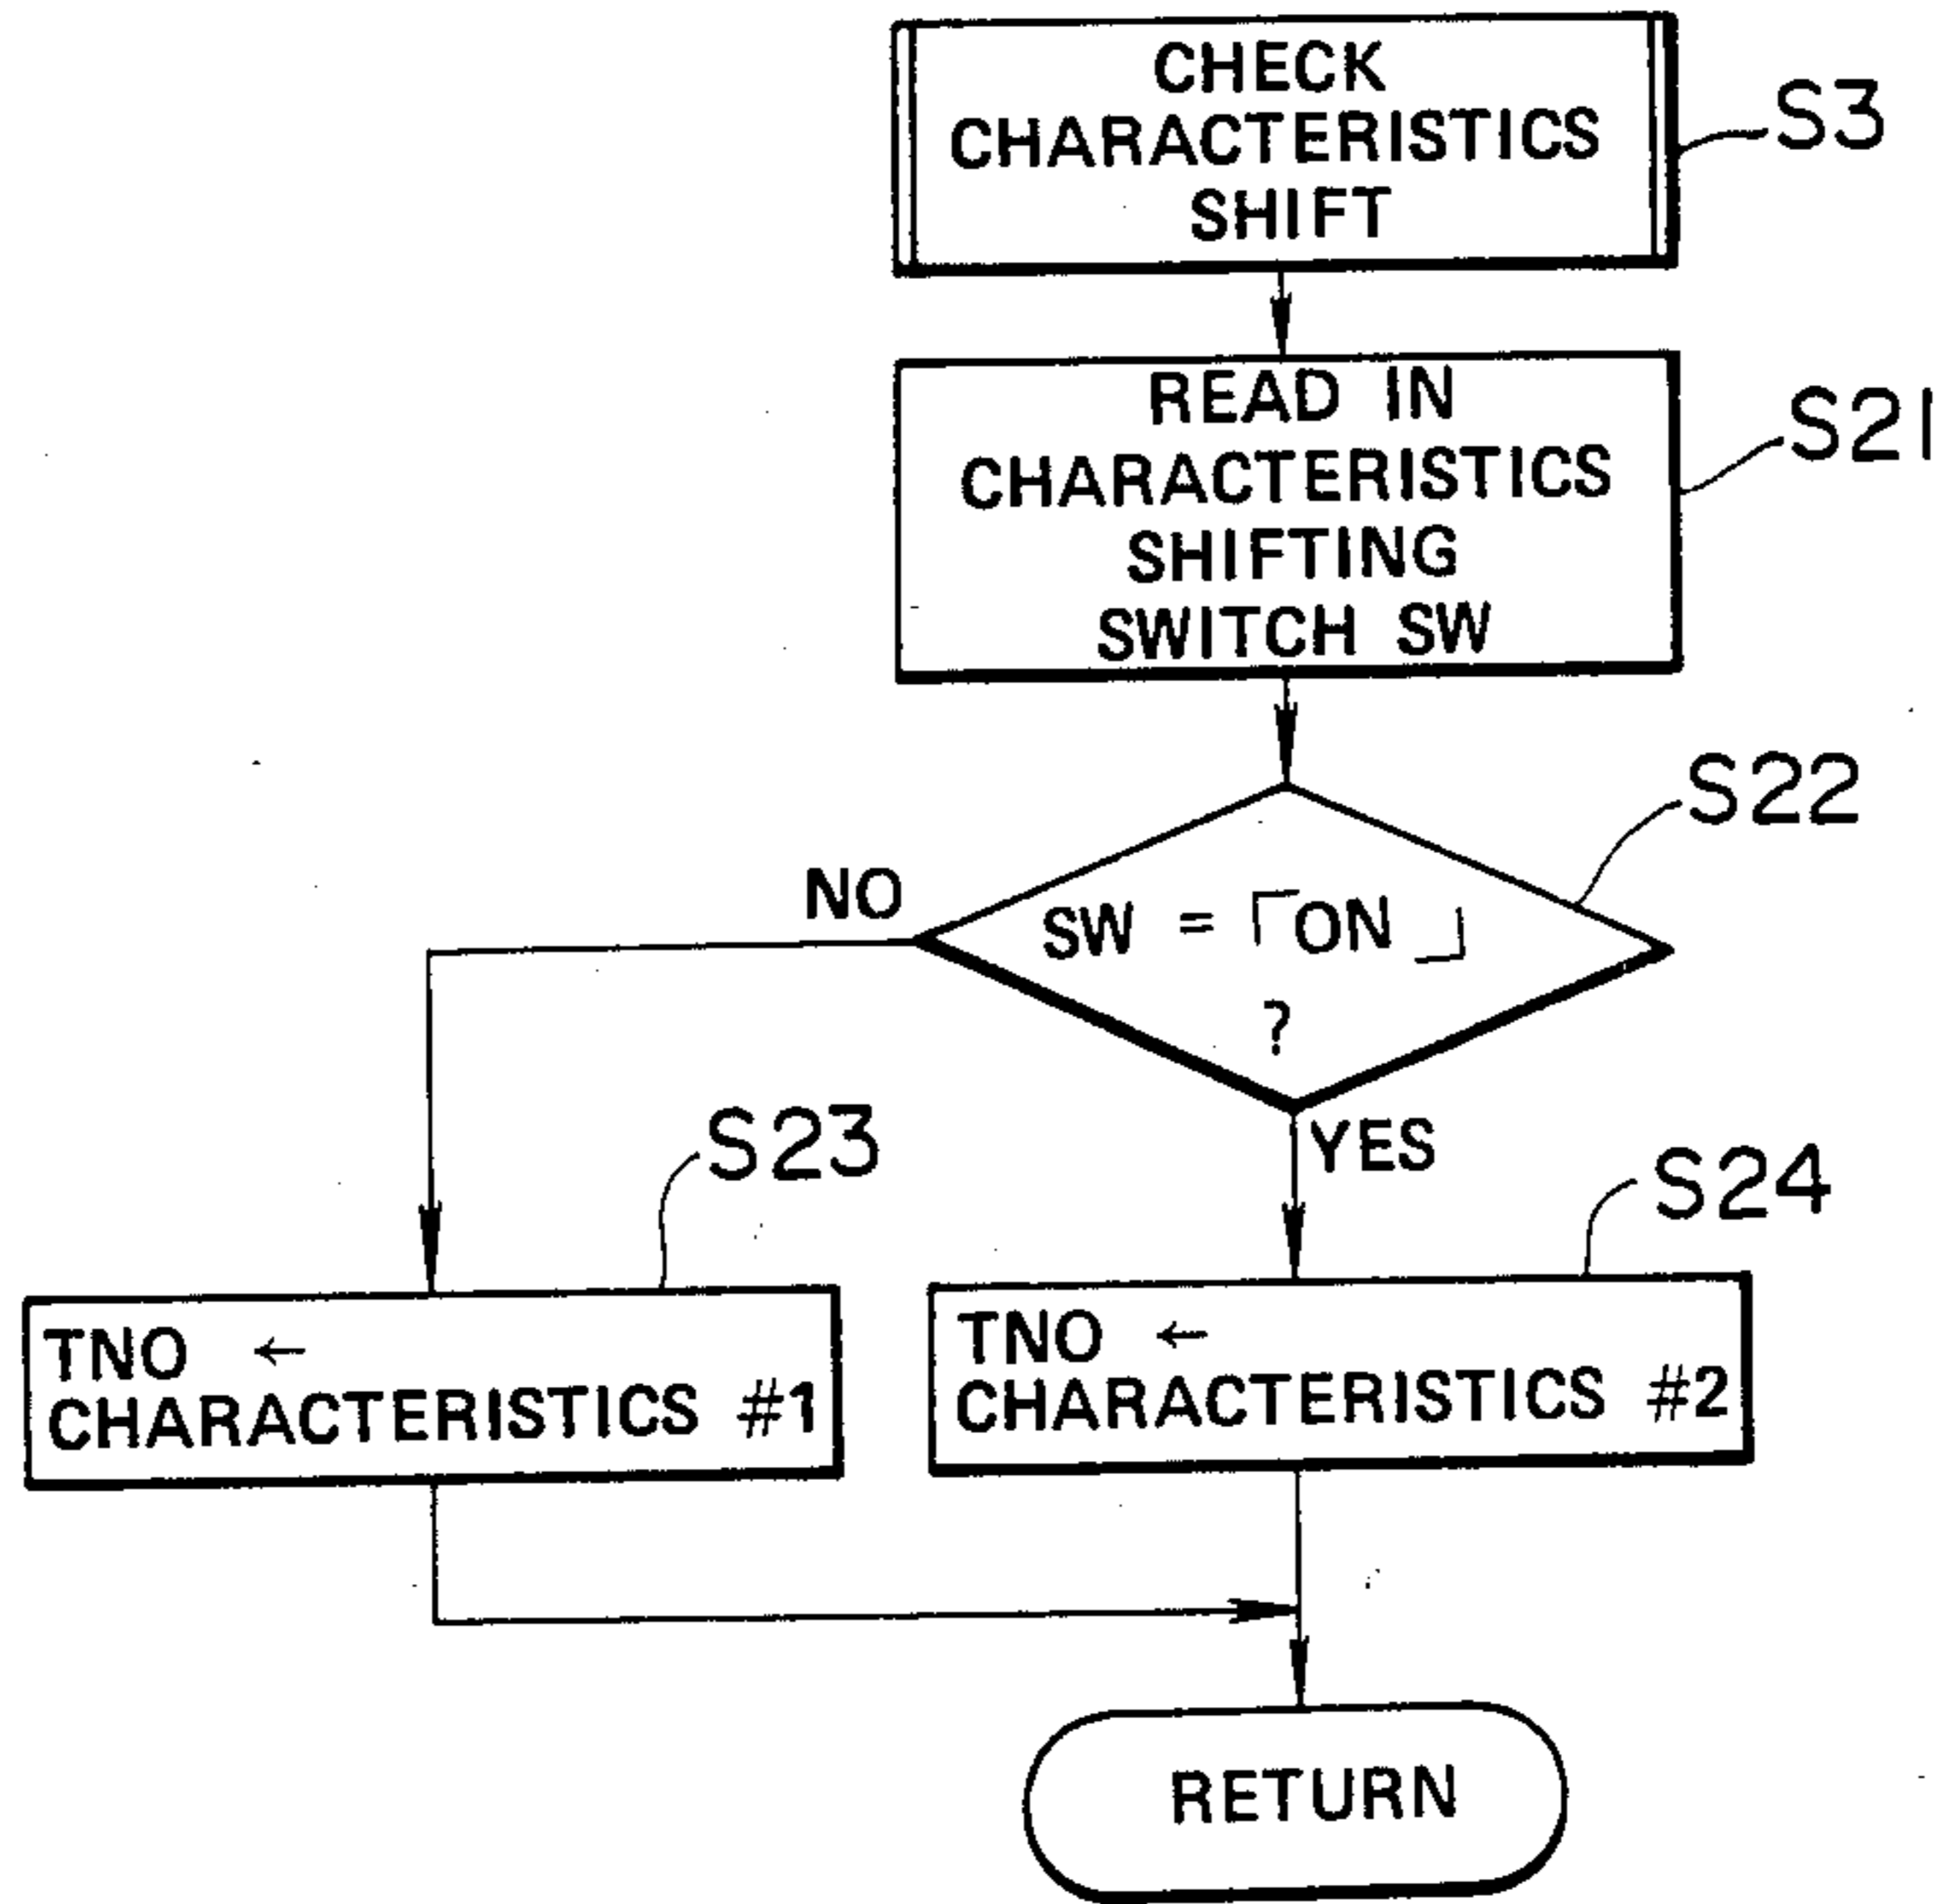 CHECK
CHARACTERISTICS
SHIFT
S3
READ IN
CHARACTERISTICS
SHIFTING
SWITCH SW
S21
S22
NO
SW = 「ON」
?
YES
S23
S24
TNO ←
CHARACTERISTICS #1
TNO ←
CHARACTERISTICS #2
RETURN